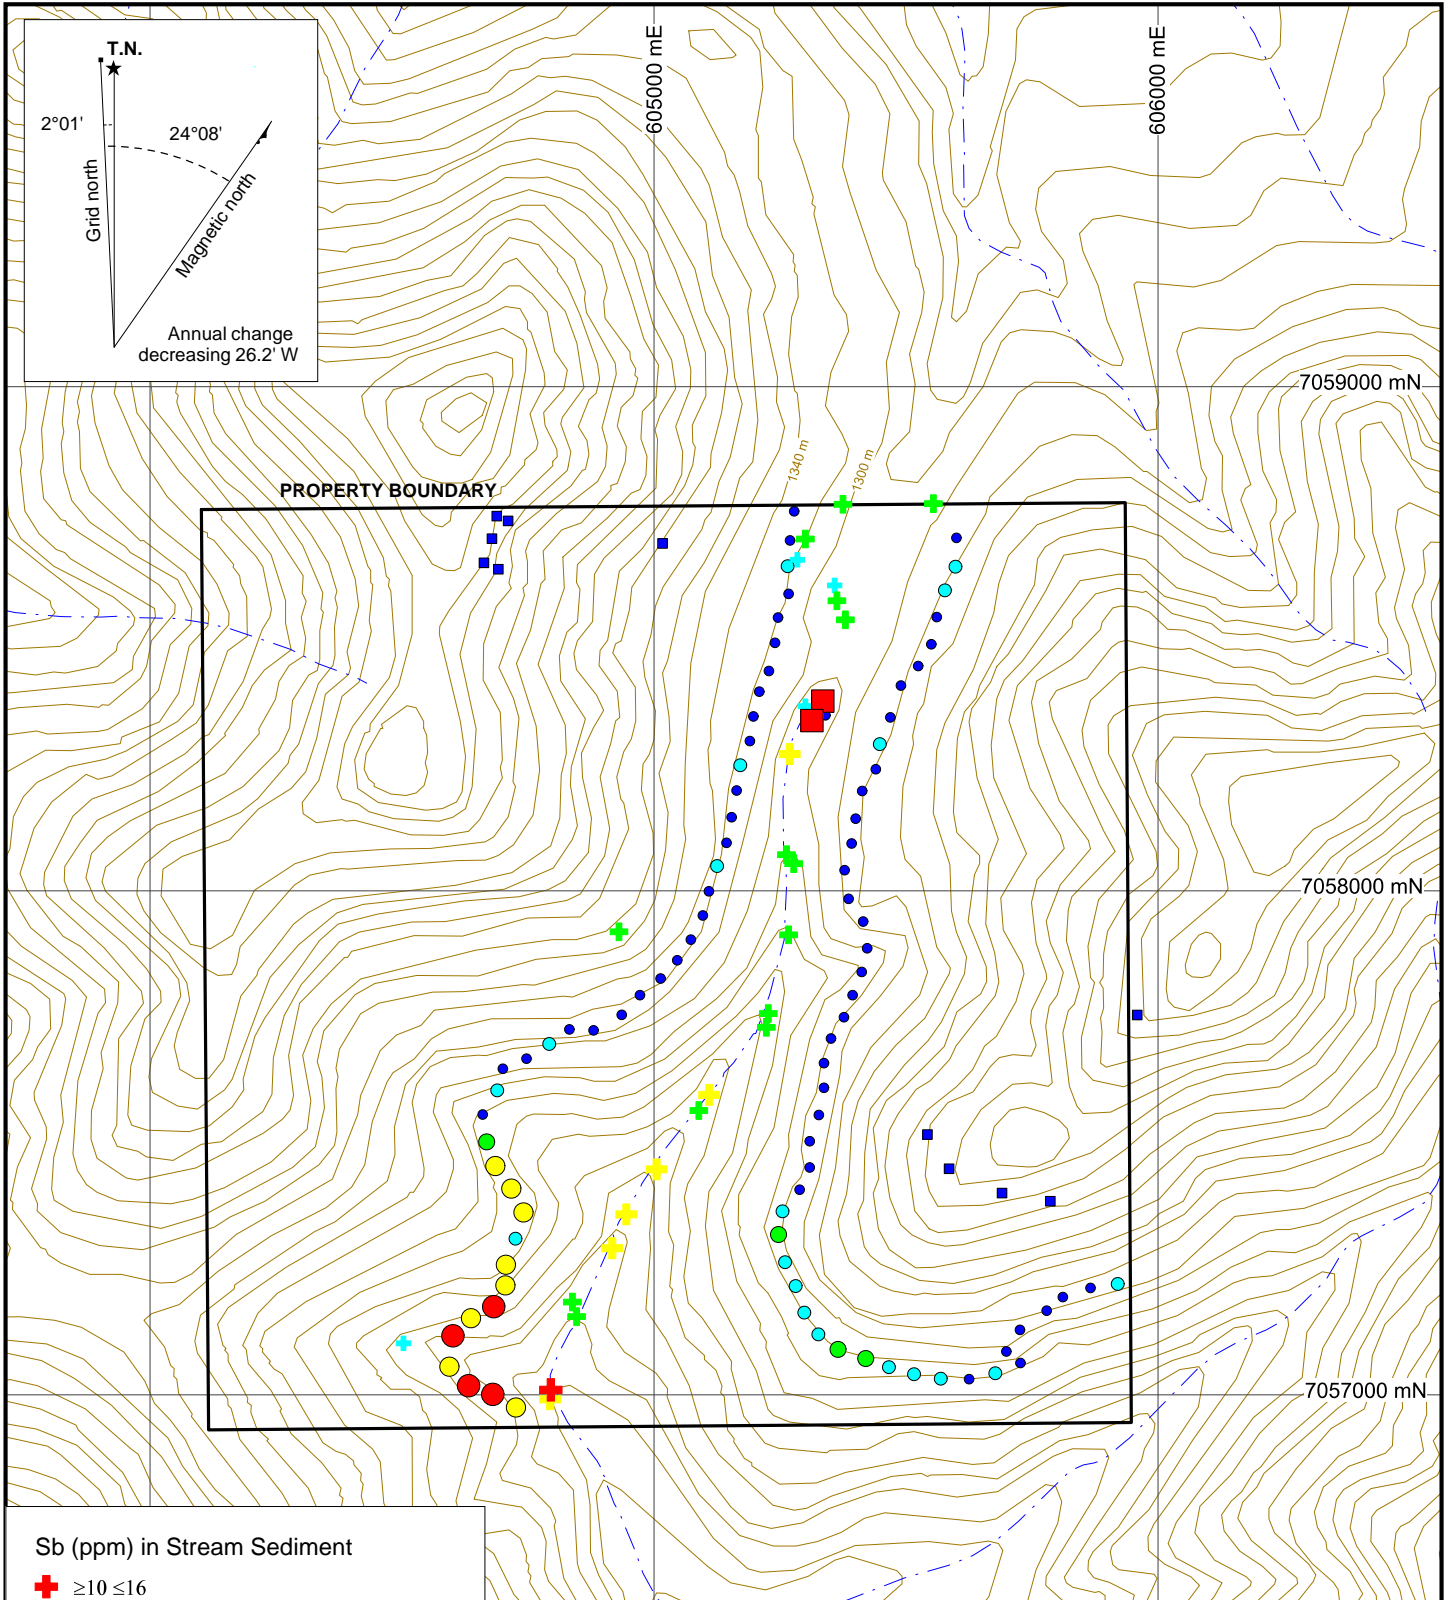 T.N.
2°01'
24°08'
Grid north
Magnetic north
Annual change
decreasing 26.2' W
605000 mE
606000 mE
7059000 mN
1340 m
1300 m
PROPERTY BOUNDARY
7058000 mN
7057000 mN
Sb (ppm) in Stream Sediment
≥10 ≤16